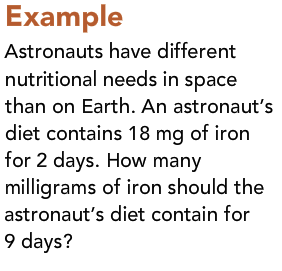 Example
Astronauts have different
nutritional needs in space
than on Earth. An astronaut's
diet contains 18 mg of iron
for 2 days. How many
milligrams of iron should the
astronaut's diet contain for
9 days?